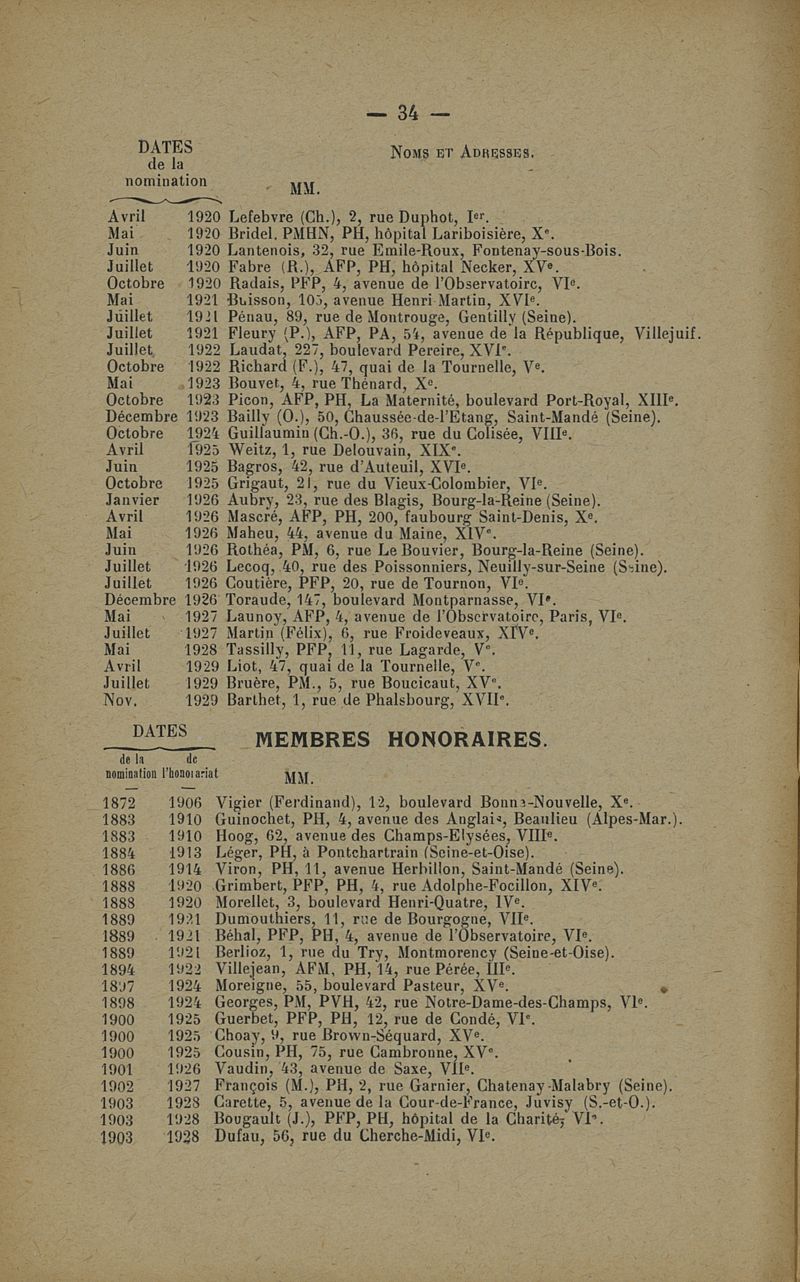 — 34 —
DATES
de la
nomination
NOMS ET ADRESSES.
MM.
Avril 1920 Lefebvre (Ch.), 2, rue Duphot, Ier.
Mai 1920 Bridel. PMHN, PH, hôpital Lariboisière, Xe.
Juin 1920 Lantenois, 32, rue Emile-Roux, Fontenay-sous-Bois.
Juillet 1920 Fabre (R.), AFP, PH, hôpital Necker, XVe.
Octobre 1920 Radais, PFP, 4, avenue de l'Observatoire, VIe.
Mai 1921 Buisson, 105, avenue Henri-Martin, XVIe.
Juillet 1921 Pénau, 89, rue de Montrouge, Gentilly (Seine).
Juillet 1921 Fleury (P.), AFP, PA, 54, avenue de la République, Villejuif.
Juillet 1922 Laudat, 227, boulevard Pereire, XVIe.
Octobre 1922 Richard (F.), 47, quai de la Tournelle, Ve.
Mai 1923 Bouvet, 4, rue Thénard, Xe.
Octobre 1923 Picon, AFP, PH, La Maternité, boulevard Port-Royal, XIIIe.
Décembre 1923 Bailly (O.), 50, Chaussée-de-l'Etang, Saint-Mandé (Seine).
Octobre 1924 Guillaumin (Ch.-O.), 36, rue du Colisée, VIIIe.
Avril 1925 Weitz, 1, rue Delouvain, XIXe.
Juin 1925 Bagros, 42, rue d'Auteuil, XVIe.
Octobre 1925 Grigaut, 21, rue du Vieux-Colombier, VIe.
Janvier 1926 Aubry, 23, rue des Blagis, Bourg-la-Reine (Seine).
Avril 1926 Mascré, AFP, PH, 200, faubourg Saint-Denis, Xe.
Mai 1926 Maheu, 44, avenue du Maine, XIVe.
Juin 1926 Rothéa, PM, 6, rue Le Bouvier, Bourg-la-Reine (Seine).
Juillet 1926 Lecoq, 40, rue des Poissonniers, Neuilly-sur-Seine (Seine).
Juillet 1926 Coutière, PFP, 20, rue de Tournon, VIe.
Décembre 1926 Toraude, 147, boulevard Montparnasse, VIe.
Mai 1927 Launoy, AFP, 4, avenue de l'Observatoire, Paris, VIe.
Juillet 1927 Martin (Félix), 6, rue Froideveaux, XIVe.
Mai 1928 Tassilly, PFP, 11, rue Lagarde, Ve.
Avril 1929 Liot, 47, quai de la Tournelle, Ve.
Juillet 1929 Bruère, PM., 5, rue Boucicaut, XVe.
Nov. 1929 Barthet, 1, rue de Phalsbourg, XVIIe.
DATES
de la de
nomination l'honorariat
MEMBRES HONORAIRES.
MM.
1872 1906 Vigier (Ferdinand), 12, boulevard Bonne-Nouvelle, Xe.
1883 1910 Guinochet, PH, 4, avenue des Anglais, Beaulieu (Alpes-Mar.).
1883 1910 Hoog, 62, avenue des Champs-Elysées, VIIIe.
1884 1913 Léger, PH, à Pontchartrain (Seine-et-Oise).
1886 1914 Viron, PH, 11, avenue Herbillon, Saint-Mandé (Seine).
1888 1920 Grimbert, PFP, PH, 4, rue Adolphe-Focillon, XIVe.
1888 1920 Morellet, 3, boulevard Henri-Quatre, IVe.
1889 1921 Dumouthiers, 11, rue de Bourgogne, VIIe.
1889 1921 Béhal, PFP, PH, 4, avenue de l'Observatoire, VIe.
1889 1921 Berlioz, 1, rue du Try, Montmorency (Seine-et-Oise).
1894 1922 Villejean, AFM, PH, 14, rue Pérée, IIIe.
1897 1924 Moreigne, 55, boulevard Pasteur, XVe.
1898 1924 Georges, PM, PVH, 42, rue Notre-Dame-des-Champs, VIe.
1900 1925 Guerbet, PFP, PH, 12, rue de Condé, VIe.
1900 1925 Choay, 9, rue Brown-Séquard, XVe.
1900 1925 Cousin, PH, 75, rue Cambronne, XVe.
1901 1926 Vaudin, 43, avenue de Saxe, VIIe.
1902 1927 François (M.), PH, 2, rue Garnier, Chatenay-Malabry (Seine).
1903 1928 Carette, 5, avenue de la Cour-de-France, Juvisy (S.-et-O.).
1903 1928 Bougault (J.), PFP, PH, hôpital de la Charité, VIe.
1903 1928 Dufau, 56, rue du Cherche-Midi, VIe.